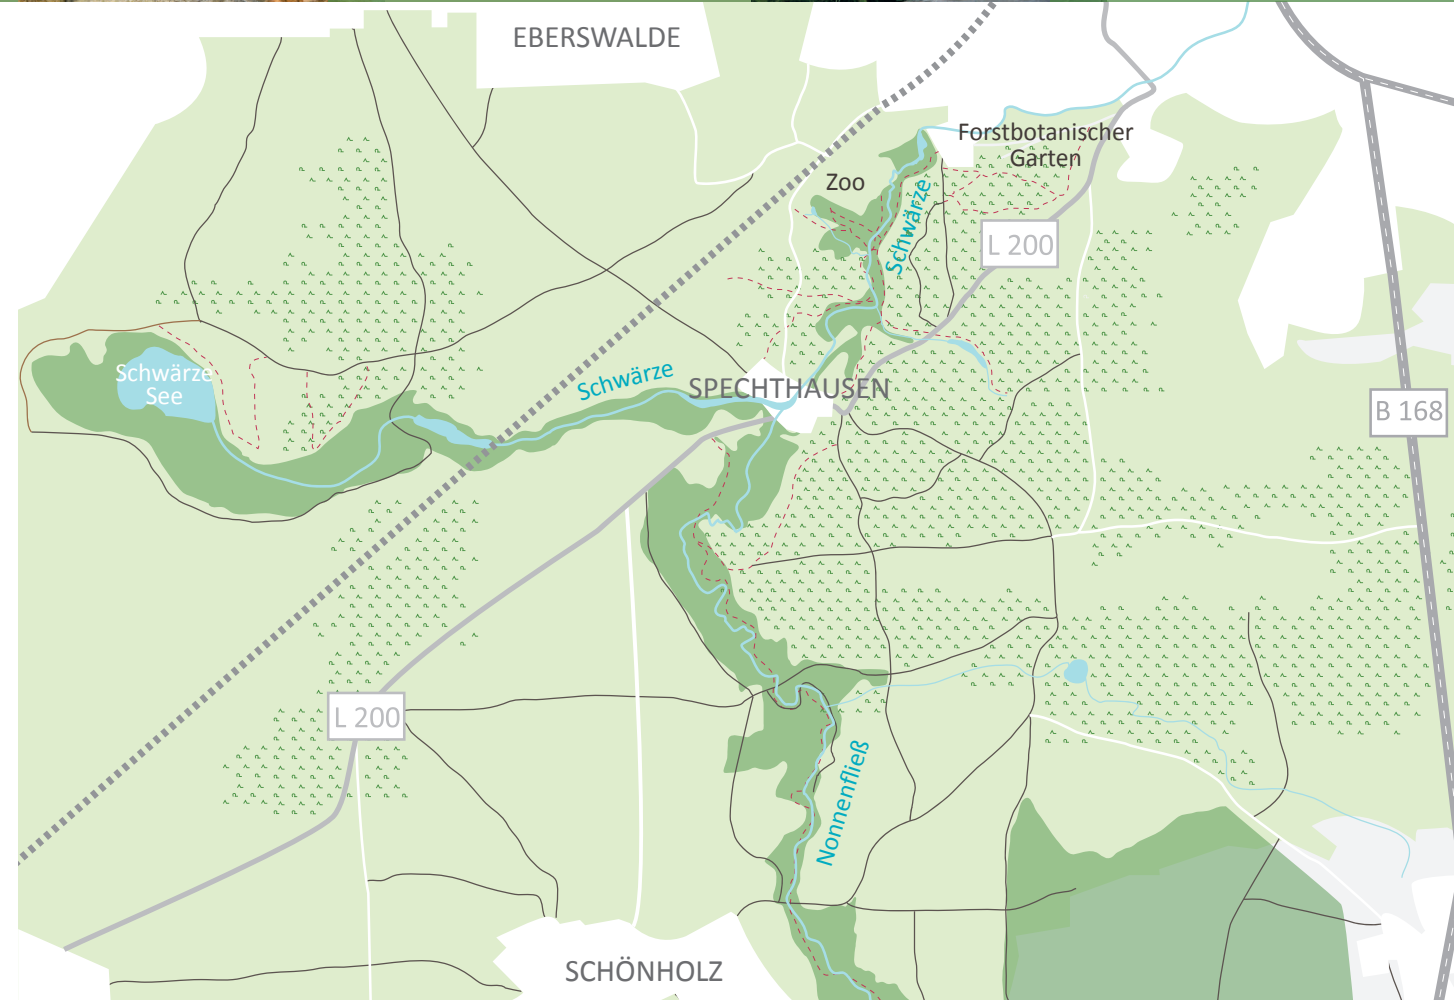 EBERSWALDE
Forstbotanischer
Garten
Zoo
Schwärze
L 200
Schwärze
See
Schwärze
SPECHTHAUSEN
B 168
L 200
Nonnenfließ
SCHÖNHOLZ